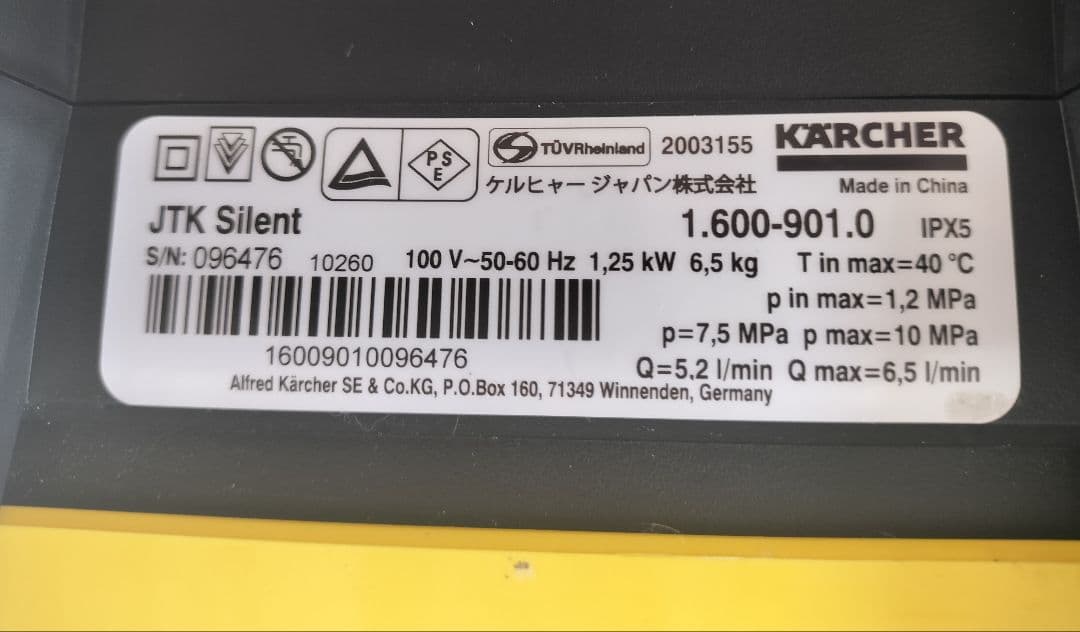 PS
E
TÜVRheinland 2003155 KÄRCHER
ケルヒャー ジャパン株式会社 Made in China
JTK Silent 1.600-901.0 IPX5
S/N: 096476 10260 100 V~50-60 Hz 1,25 kW 6,5 kg T in max=40 °C
p in max=1,2 MPa
p=7,5 MPa p max=10 MPa
16009010096476
Q=5,2 l/min Q max=6,5 l/min
Alfred Kärcher SE & Co.KG, P.O.Box 160, 71349 Winnenden, Germany